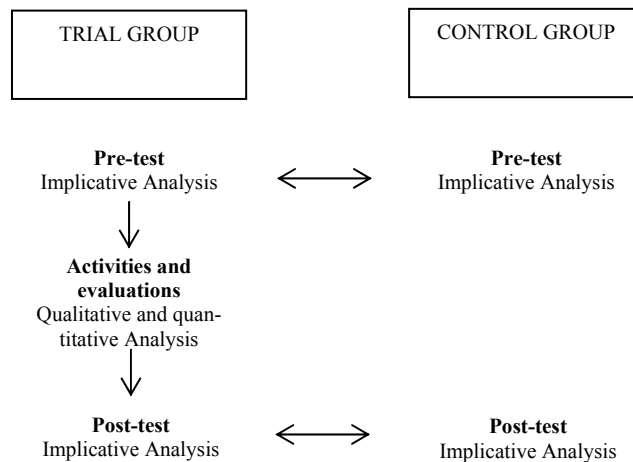 TRIAL GROUP
CONTROL GROUP
Pre-test
Implicative Analysis
Pre-test
Implicative Analysis
Activities and
evaluations
Qualitative and quan-
titative Analysis
Post-test
Implicative Analysis
Post-test
Implicative Analysis